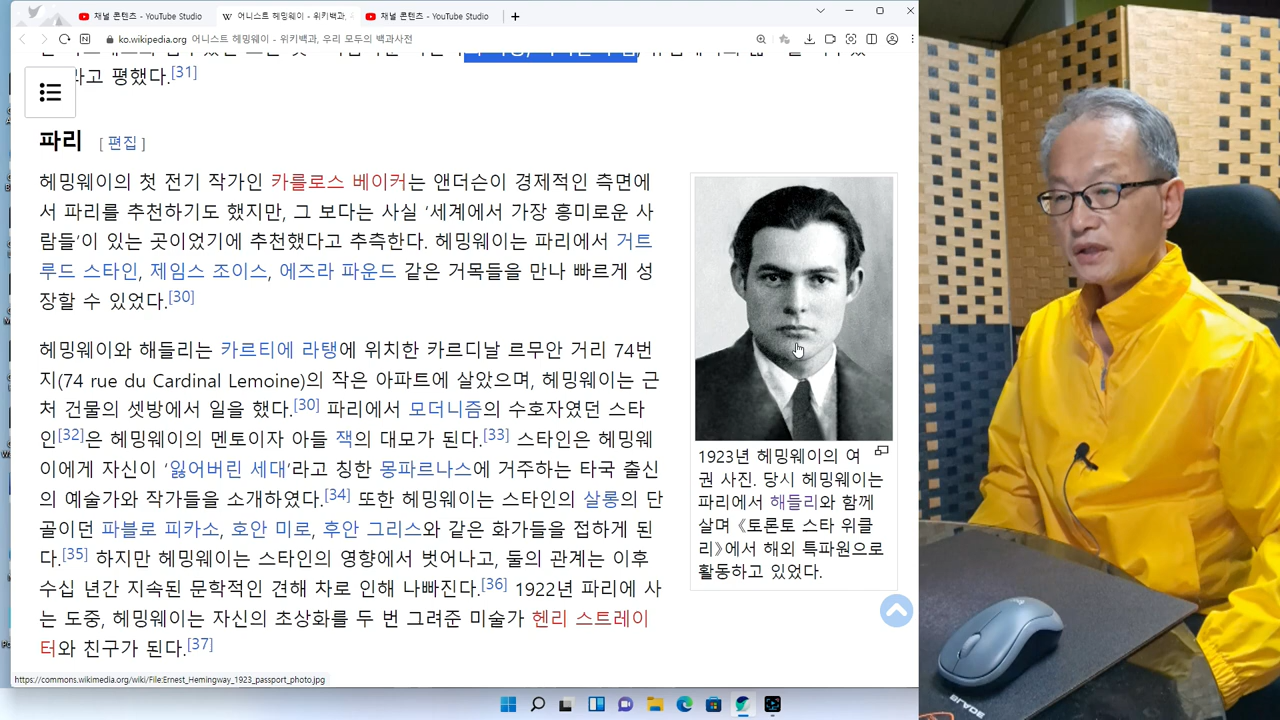 채널 콘텐츠 - YouTube Studio
어니스트 헤밍웨이 - 위키백과,
채널 콘텐츠 - YouTube Studio
ko.wikipedia.org 어니스트 헤밍웨이 - 위키백과, 우리 모두의 백과사전
라고 평했다.[31]
파리 [ 편집 ]
헤밍웨이의 첫 전기 작가인 카를로스 베이커는 앤더슨이 경제적인 측면에
서 파리를 추천하기도 했지만, 그 보다는 사실 ‘세계에서 가장 흥미로운 사
람들’이 있는 곳이었기에 추천했다고 추측한다. 헤밍웨이는 파리에서 거트
루드 스타인, 제임스 조이스, 에즈라 파운드 같은 거목들을 만나 빠르게 성
장할 수 있었다.[30]
헤밍웨이와 해들리는 카르티에 라탱에 위치한 카르디날 르무안 거리 74번
지(74 rue du Cardinal Lemoine)의 작은 아파트에 살았으며, 헤밍웨이는 근
처 건물의 셋방에서 일을 했다.[30] 파리에서 모더니즘의 수호자였던 스타
인[32]은 헤밍웨이의 멘토이자 아들 잭의 대모가 된다.[33] 스타인은 헤밍웨
이에게 자신이 ‘잃어버린 세대’라고 칭한 몽파르나스에 거주하는 타국 출신
의 예술가와 작가들을 소개하였다.[34] 또한 헤밍웨이는 스타인의 살롱의 단
골이던 파블로 피카소, 호안 미로, 후안 그리스와 같은 화가들을 접하게 된
다.[35] 하지만 헤밍웨이는 스타인의 영향에서 벗어나고, 둘의 관계는 이후
수십 년간 지속된 문학적인 견해 차로 인해 나빠진다.[36] 1922년 파리에 사
는 도중, 헤밍웨이는 자신의 초상화를 두 번 그려준 미술가 헨리 스트레이
터와 친구가 된다.[37]
1923년 헤밍웨이의 여
권 사진. 당시 헤밍웨이는
파리에서 해들리와 함께
살며 《토론토 스타 위클
리》에서 해외 특파원으로
활동하고 있었다.
https://commons.wikimedia.org/wiki/File:Ernest_Hemingway_1923_passport_photo.jpg
BLADE